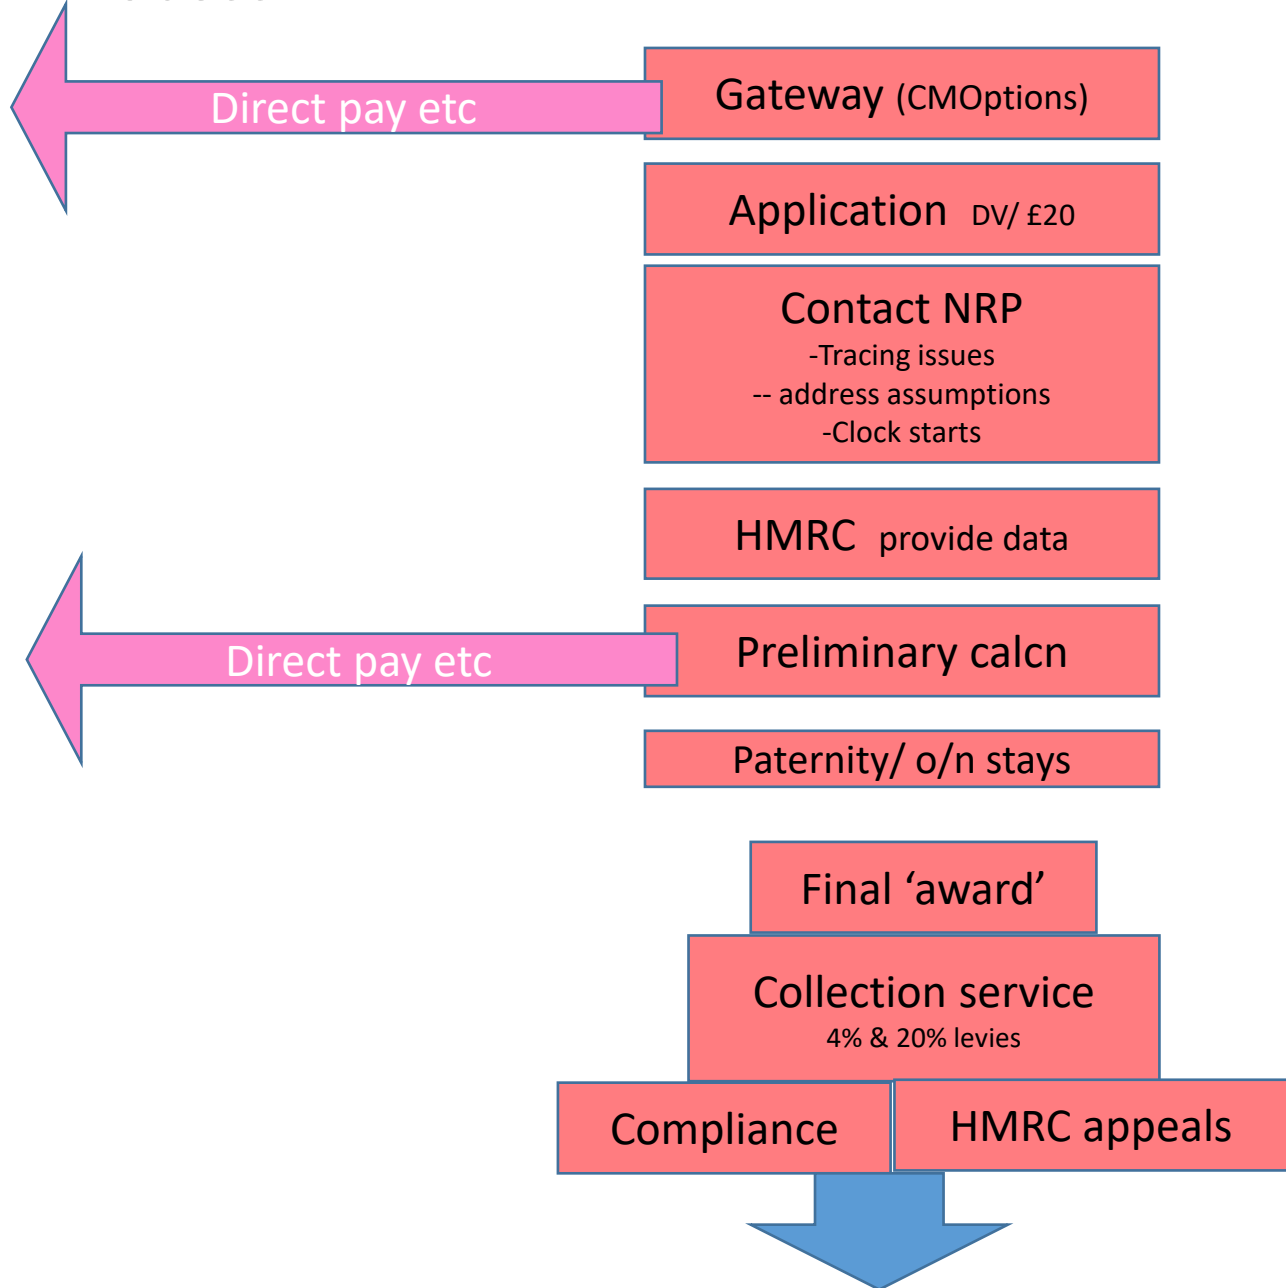 Gateway (CMOptions)
Direct pay etc
Application DV/ £20
Contact NRP
-Tracing issues
-- address assumptions
-Clock starts
HMRC provide data
Preliminary calcn
Direct pay etc
Paternity/ o/n stays
Final ‘award’
Collection service
4% & 20% levies
Compliance
HMRC appeals